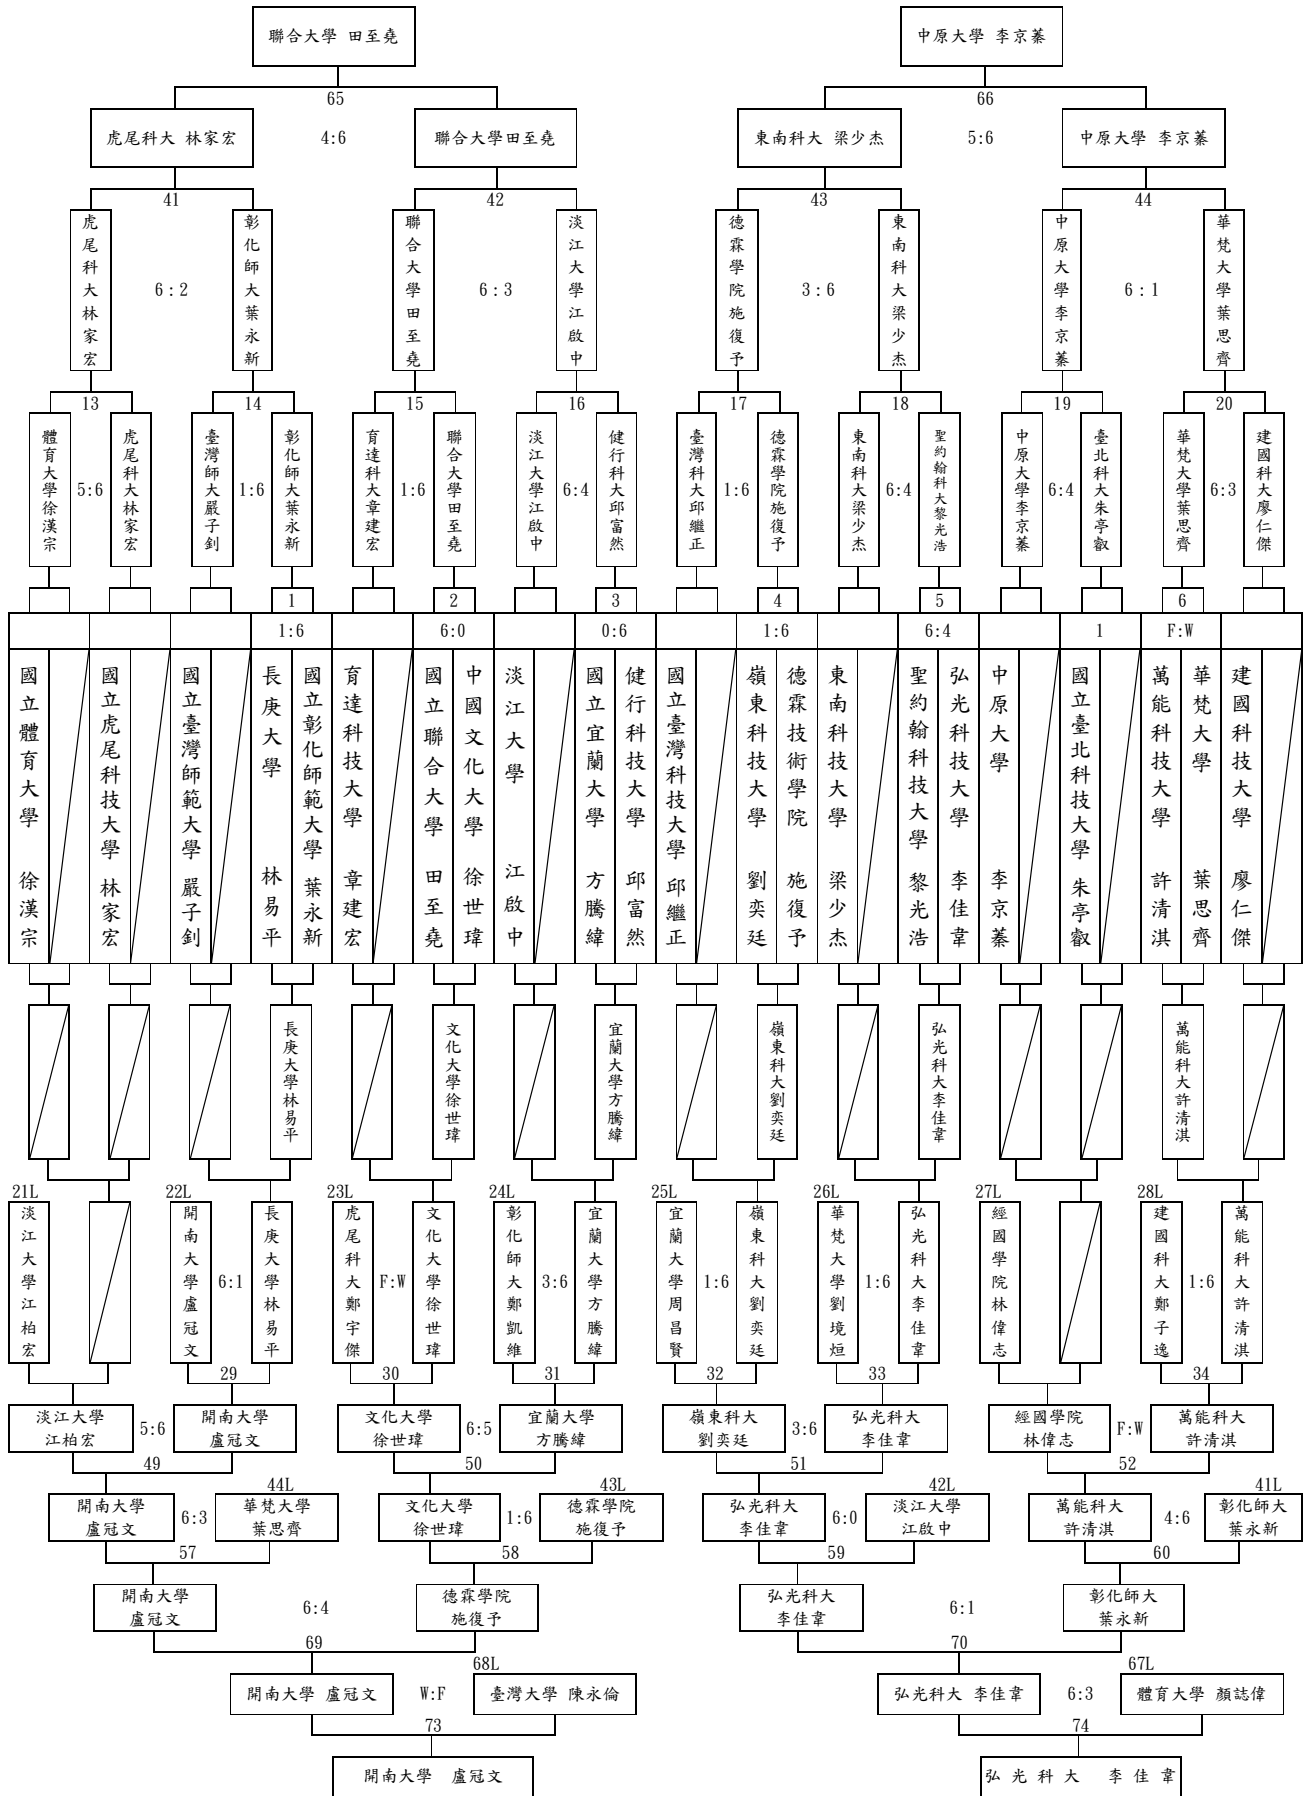 聯合大學 田至堯
中原大學 李京蓁
65
66
虎尾科大 林家宏
4:6
聯合大學田至堯
東南科大 梁少杰
5:6
中原大學 李京蓁
41
42
43
44
虎尾科大林家宏
6:2
彰化師大葉永新
聯合大學田至堯
6:3
淡江大學江啟中
德霖學院施復予
3:6
東南科大梁少杰
中原大學李京蓁
6:1
華梵大學葉思齊
13
14
15
16
17
18
19
20
體育大學徐漢宗
5:6
虎尾科大林家宏
臺灣師大嚴子釗
1:6
彰化師大葉永新
育達科大章建宏
1:6
聯合大學田至堯
淡江大學江啟中
6:4
健行科大邱富然
臺灣科大邱繼正
1:6
德霖學院施復予
東南科大梁少杰
6:4
聖約翰科大黎光浩
中原大學李京蓁
6:4
臺北科大朱亭叡
華梵大學葉思齊
6:3
建國科大廖仁傑
1
2
3
4
5
6
1:6
6:0
0:6
1:6
6:4
1
F:W
國立體育大學 徐漢宗
國立虎尾科技大學 林家宏
國立臺灣師範大學 嚴子釗
長庚大學 林易平
國立彰化師範大學 葉永新
育達科技大學 章建宏
國立聯合大學 田至堯
中國文化大學 徐世瑋
淡江大學 江啟中
國立宜蘭大學 方騰緯
健行科技大學 邱富然
國立臺灣科技大學 邱繼正
嶺東科技大學 劉奕廷
德霖技術學院 施復予
東南科技大學 梁少杰
聖約翰科技大學 黎光浩
弘光科技大學 李佳韋
中原大學 李京蓁
國立臺北科技大學 朱亭叡
萬能科技大學 許清淇
華梵大學 葉思齊
建國科技大學 廖仁傑
長庚大學林易平
文化大學徐世瑋
宜蘭大學方騰緯
嶺東科大劉奕廷
弘光科大李佳韋
萬能科大許清淇
21L
22L
23L
24L
25L
26L
27L
28L
淡江大學江柏宏
開南大學盧冠文
6:1
長庚大學林易平
虎尾科大鄭宇傑
F:W
文化大學徐世瑋
彰化師大鄭凱維
3:6
宜蘭大學方騰緯
宜蘭大學周昌賢
1:6
嶺東科大劉奕廷
華梵大學劉境烜
1:6
弘光科大李佳韋
經國學院林偉志
建國科大鄭子逸
1:6
萬能科大許清淇
29
30
31
32
33
34
淡江大學
江柏宏
5:6
開南大學
盧冠文
文化大學
徐世瑋
6:5
宜蘭大學
方騰緯
嶺東科大
劉奕廷
3:6
弘光科大
李佳韋
經國學院
林偉志
F:W
萬能科大
許清淇
49
50
51
52
44L
43L
42L
41L
開南大學
盧冠文
6:3
華梵大學
葉思齊
文化大學
徐世瑋
1:6
德霖學院
施復予
弘光科大
李佳韋
6:0
淡江大學
江啟中
萬能科大
許清淇
4:6
彰化師大
葉永新
57
58
59
60
開南大學
盧冠文
6:4
德霖學院
施復予
弘光科大
李佳韋
6:1
彰化師大
葉永新
69
70
68L
67L
開南大學 盧冠文
W:F
臺灣大學 陳永倫
弘光科大 李佳韋
6:3
體育大學 顏誌偉
73
74
開南大學 盧冠文
弘光科大 李佳韋